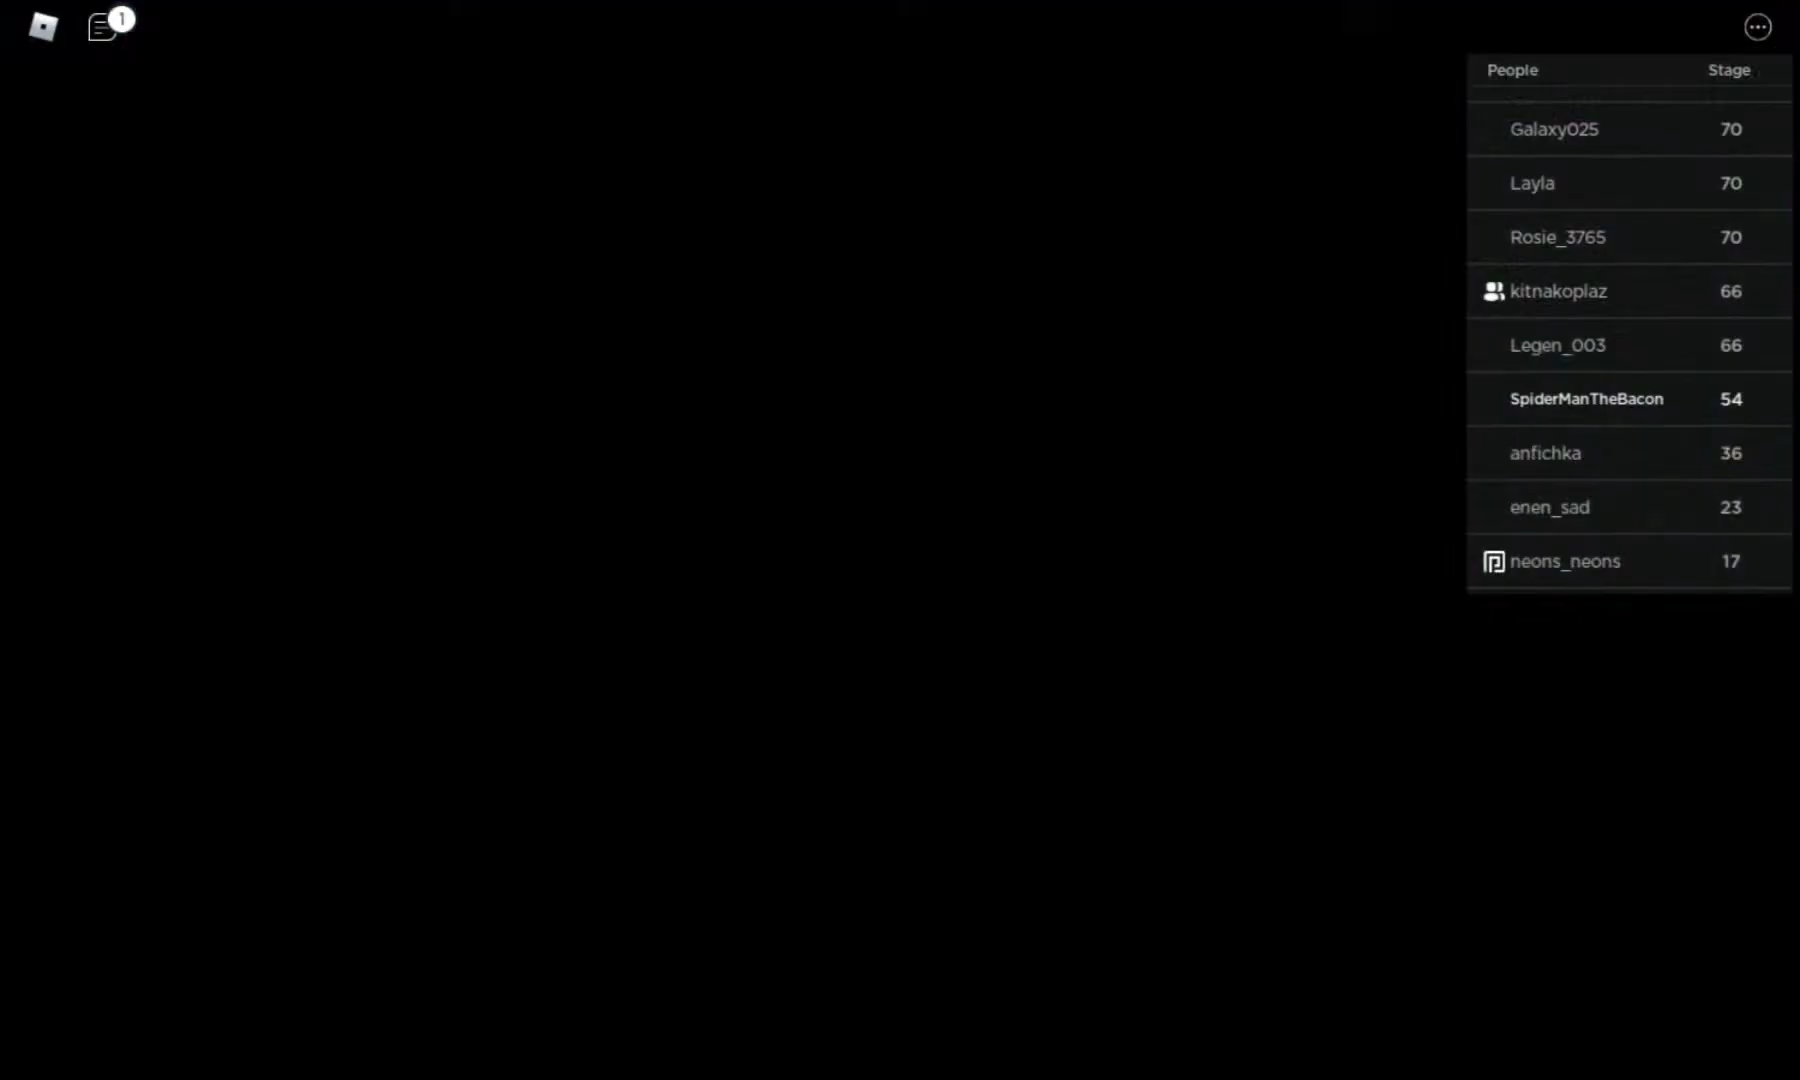 1
People Stage
Galaxy025 70
Layla 70
Rosie_3765 70
kitnakoplaz 66
Legen_003 66
SpiderManTheBacon 54
anfichka 36
enen_sad 23
neons_neons 17